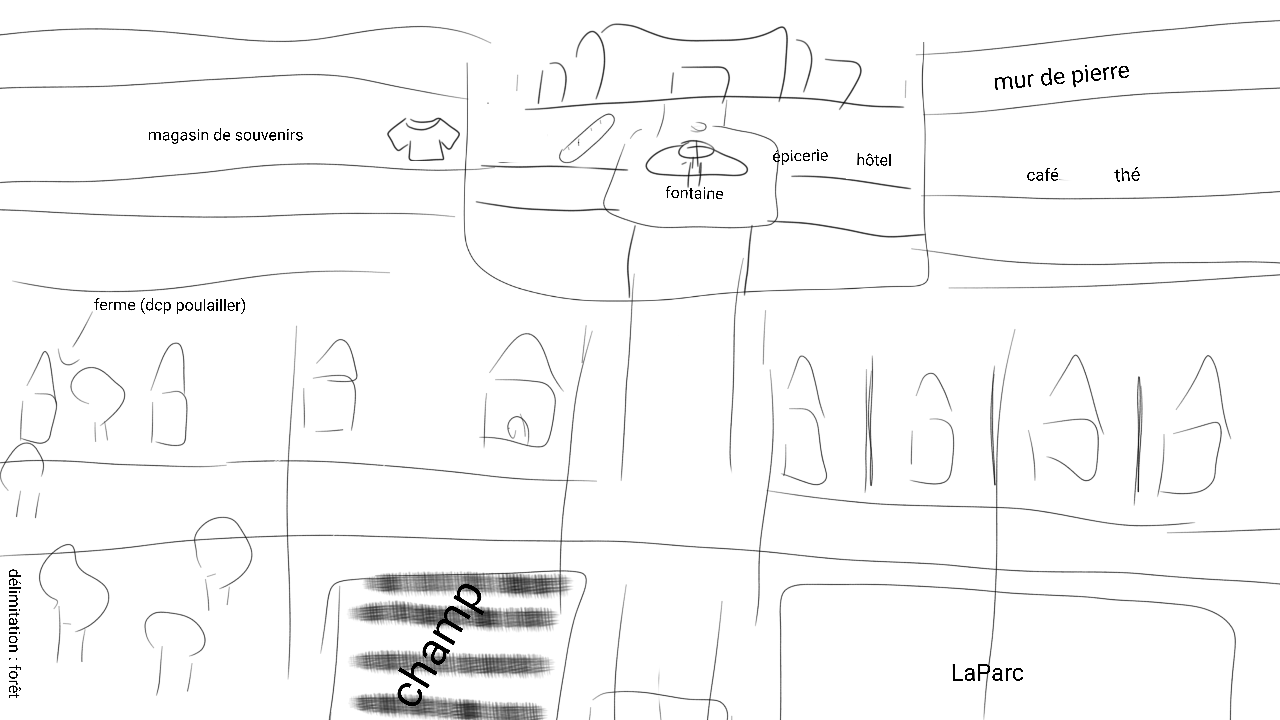 mur de pierre
magasin de souvenirs
épicerie
hôtel
café
thé
fontaine
ferme (dcp poulailler)
délimitation : forêt
champ
LaParc